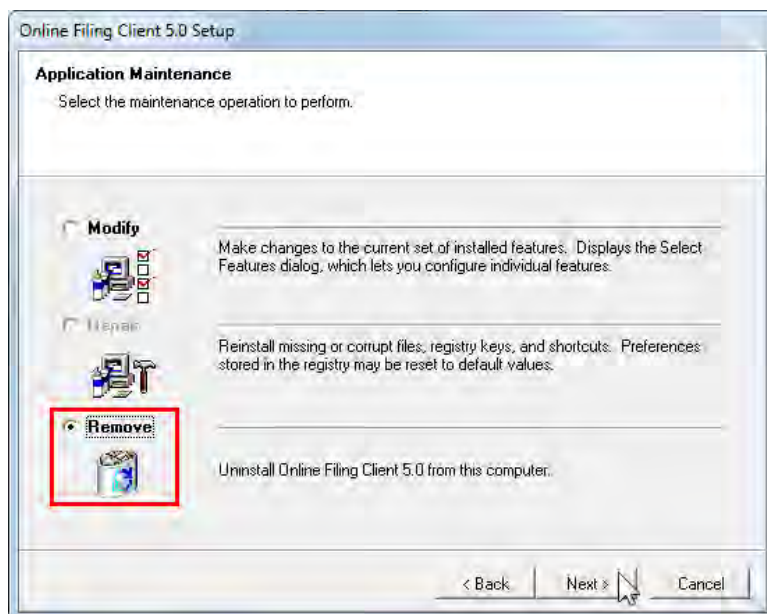 Online Filing Client 5.0 Setup
Application Maintenance
Select the maintenance operation to perform.
Modify
Make changes to the current set of installed features. Displays the Select
Features dialog, which lets you configure individual features.
Repair
Reinstall missing or corrupt files, registry keys, and shortcuts. Preferences
stored in the registry may be reset to default values.
Remove
Uninstall Online Filing Client 5.0 from this computer.
< Back
Next >
Cancel